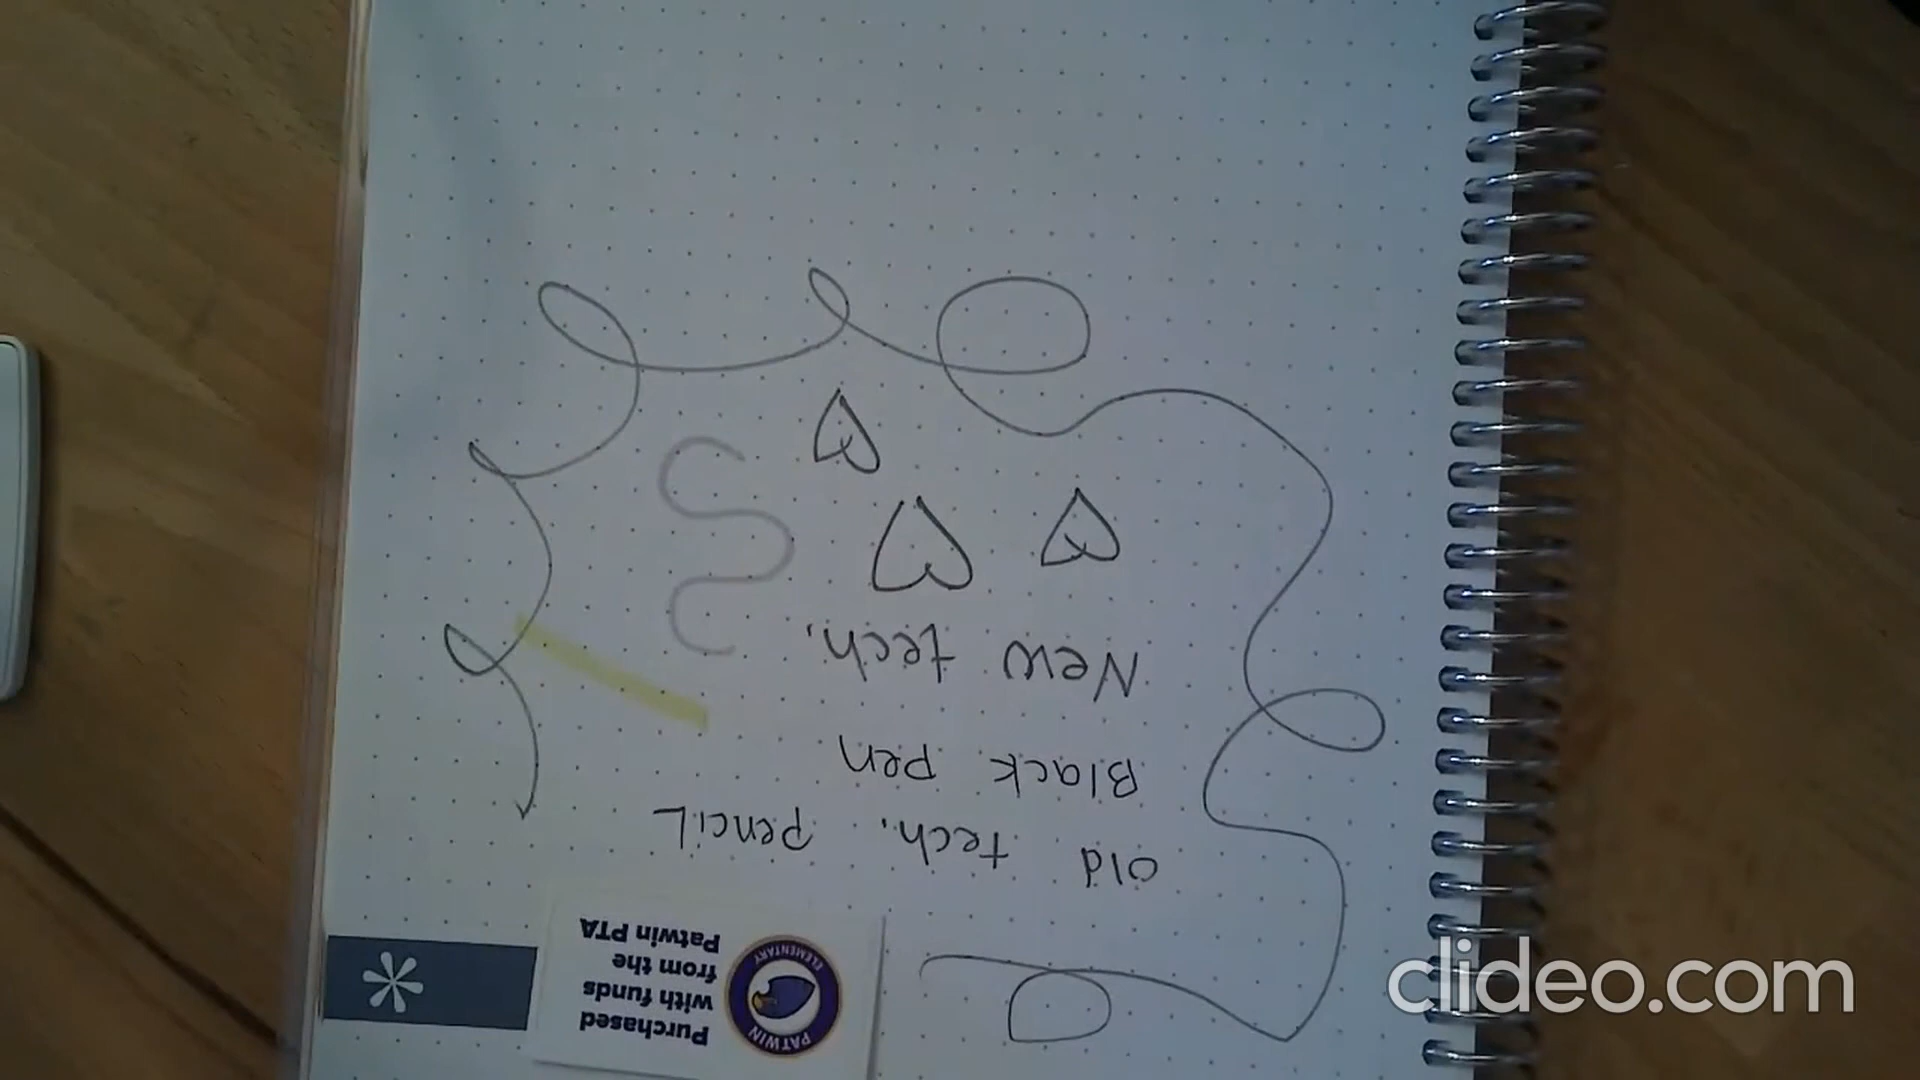 Purchased
with funds
from the
Patwin PTA
PATWIN
ELEMENTARY
old tech. pencil
Black pen
New tech.
clideo.com